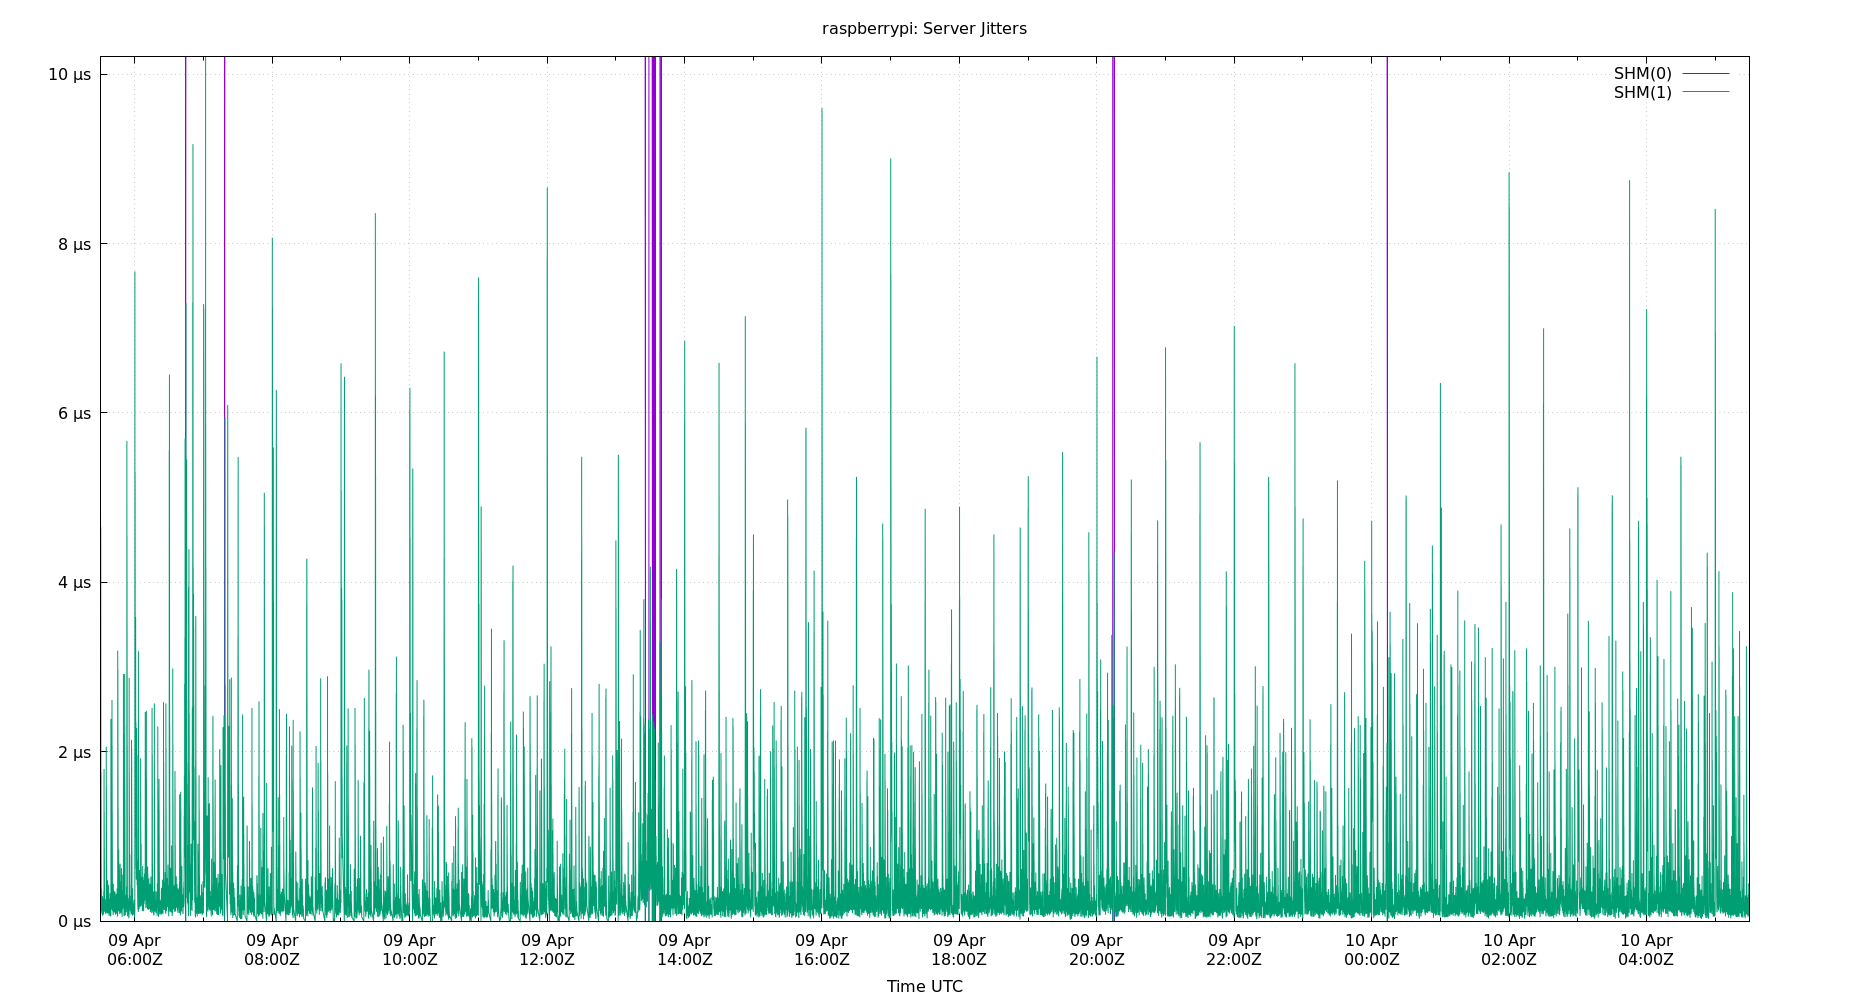 raspberrypi: Server Jitters
10 µs
8 µs
6 µs
4 µs
2 µs
0 µs
SHM(0)
SHM(1)
09 Apr 09 Apr 09 Apr 09 Apr 09 Apr 09 Apr 09 Apr 09 Apr 09 Apr 10 Apr 10 Apr 10 Apr
06:00Z 08:00Z 10:00Z 12:00Z 14:00Z 16:00Z 18:00Z 20:00Z 22:00Z 00:00Z 02:00Z 04:00Z
Time UTC